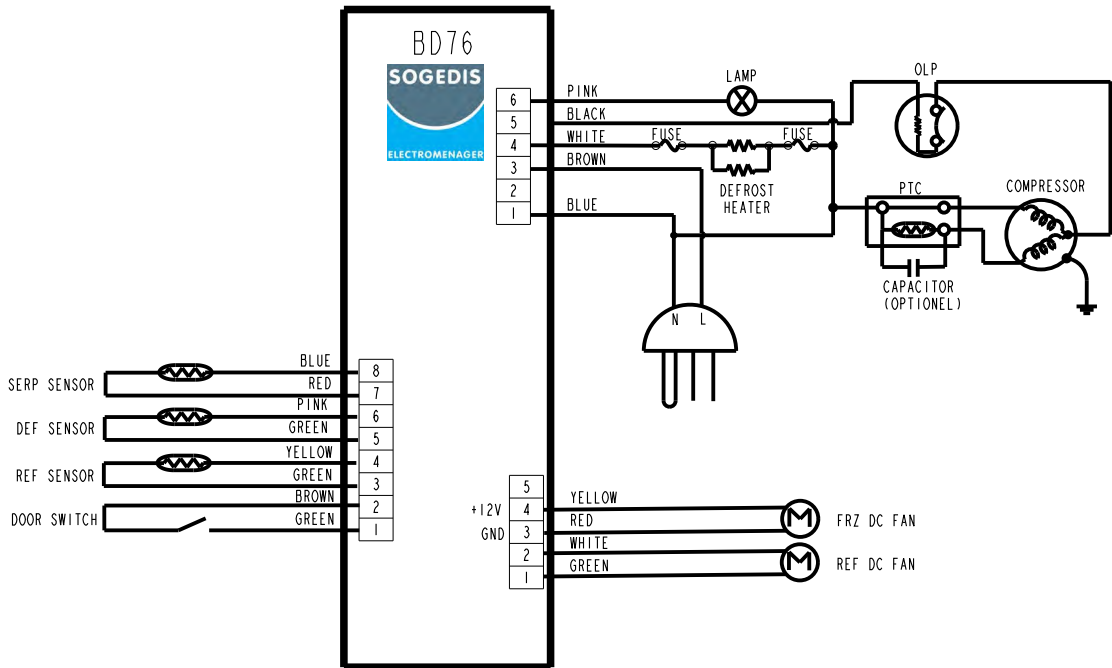 BD76
SOGEDIS
ELECTROMENAGER
6
5
4
3
2
1
PINK
BLACK
WHITE
BROWN
BLUE
LAMP
FUSE
FUSE
DEFROST
HEATER
OLP
PTC
COMPRESSOR
CAPACITOR
(OPTIONEL)
N L
SERP SENSOR
DEF SENSOR
REF SENSOR
DOOR SWITCH
BLUE
RED
PINK
GREEN
YELLOW
GREEN
BROWN
GREEN
8
7
6
5
4
3
2
1
+12V
GND
5
4
3
2
1
YELLOW
RED
WHITE
GREEN
FRZ DC FAN
REF DC FAN
M
M